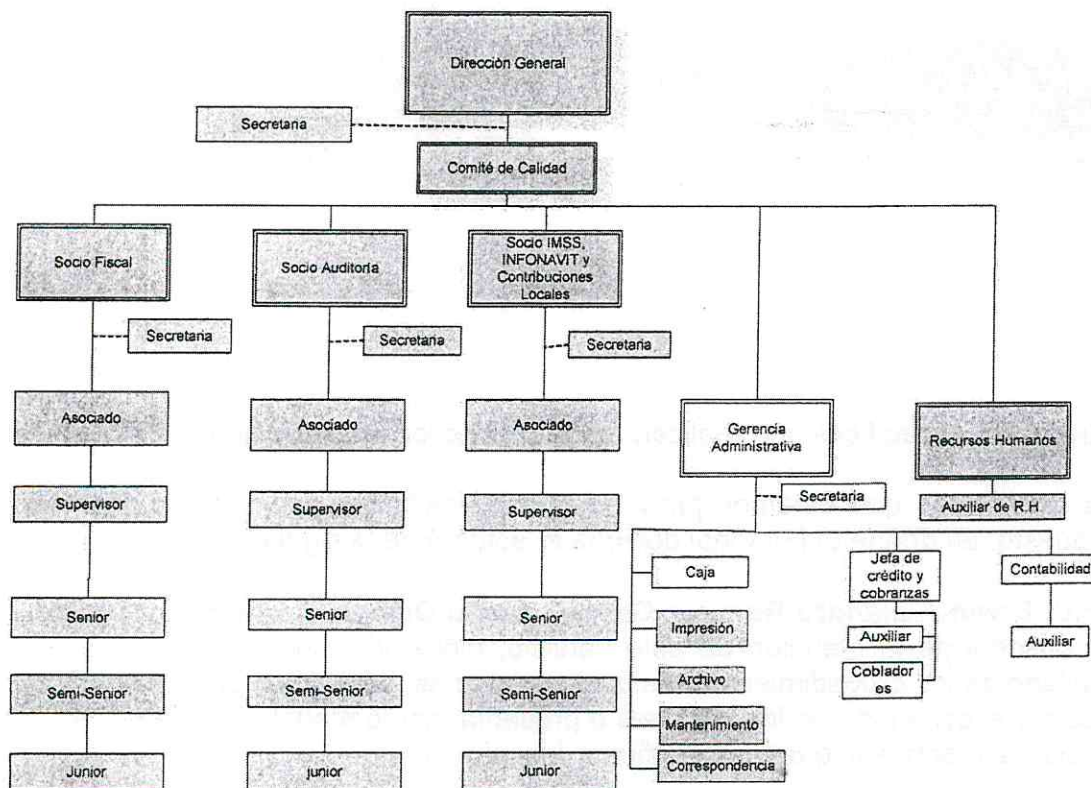 Dirección General
Secretaria
Comité de Calidad
Socio Fiscal
Socio Auditoría
Socio IMSS,
INFONAVIT y
Contribuciones
Locales
Secretaria
Secretaria
Secretaria
Asociado
Asociado
Asociado
Gerencia
Administrativa
Recursos Humanos
Supervisor
Supervisor
Supervisor
Secretaria
Auxiliar de R.H.
Caja
Jefa de
crédito y
cobranzas
Contabilidad
Senior
Senior
Senior
Impresión
Auxiliar
Auxiliar
Semi-Senior
Semi-Senior
Semi-Senior
Archivo
Coblador
es
Mantenimiento
Junior
junior
Junior
Correspondencia